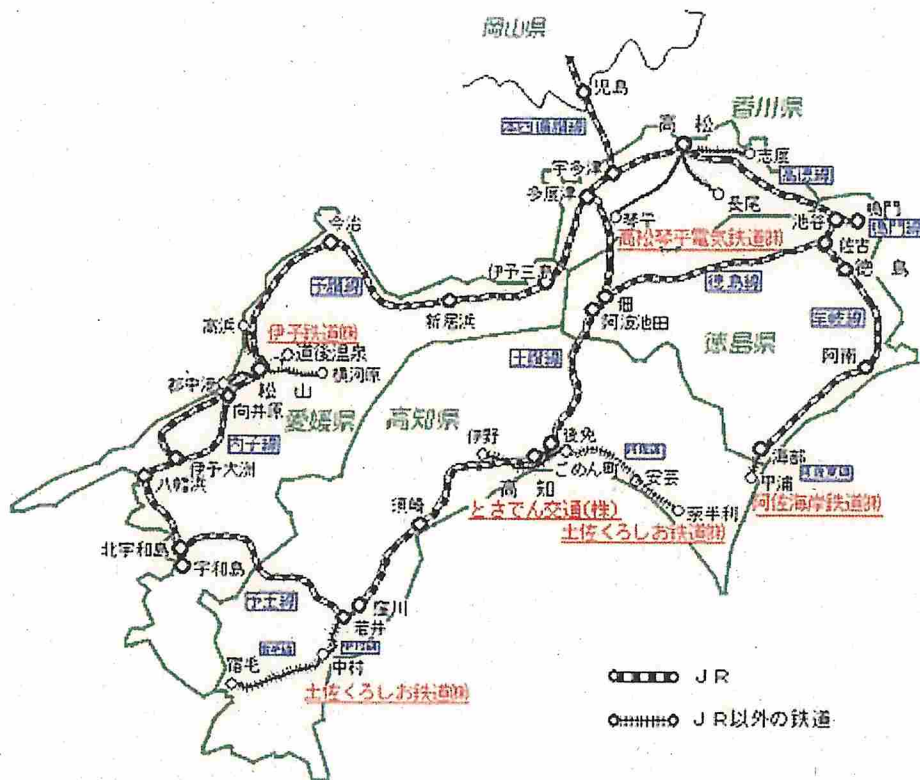 岡山県
児島
香川県
本四備讃線
高松
志度
宇多津
高徳線
多度津
長尾
鳴門
琴平
池谷
鳴門線
今治
高松琴平電気鉄道㈱
佐古
徳島
伊予三島
予讃線
徳島線
佃
新居浜
阿波池田
牟岐線
高浜
伊予鉄道㈱
徳島県
道後温泉
土讃線
阿南
横河原
郡中港
松山
向井原
愛媛県
高知県
内子線
伊野
後免
海部
伊予大洲
ごめん町
甲浦
八幡浜
安芸
高知
須崎
とさでん交通(株)
奈半利
阿佐海岸鉄道㈱
土佐くろしお鉄道㈱
北宇和島
宇和島
予土線
窪川
若井
中村
宿毛
土佐くろしお鉄道㈱
ＪＲ
ＪＲ以外の鉄道